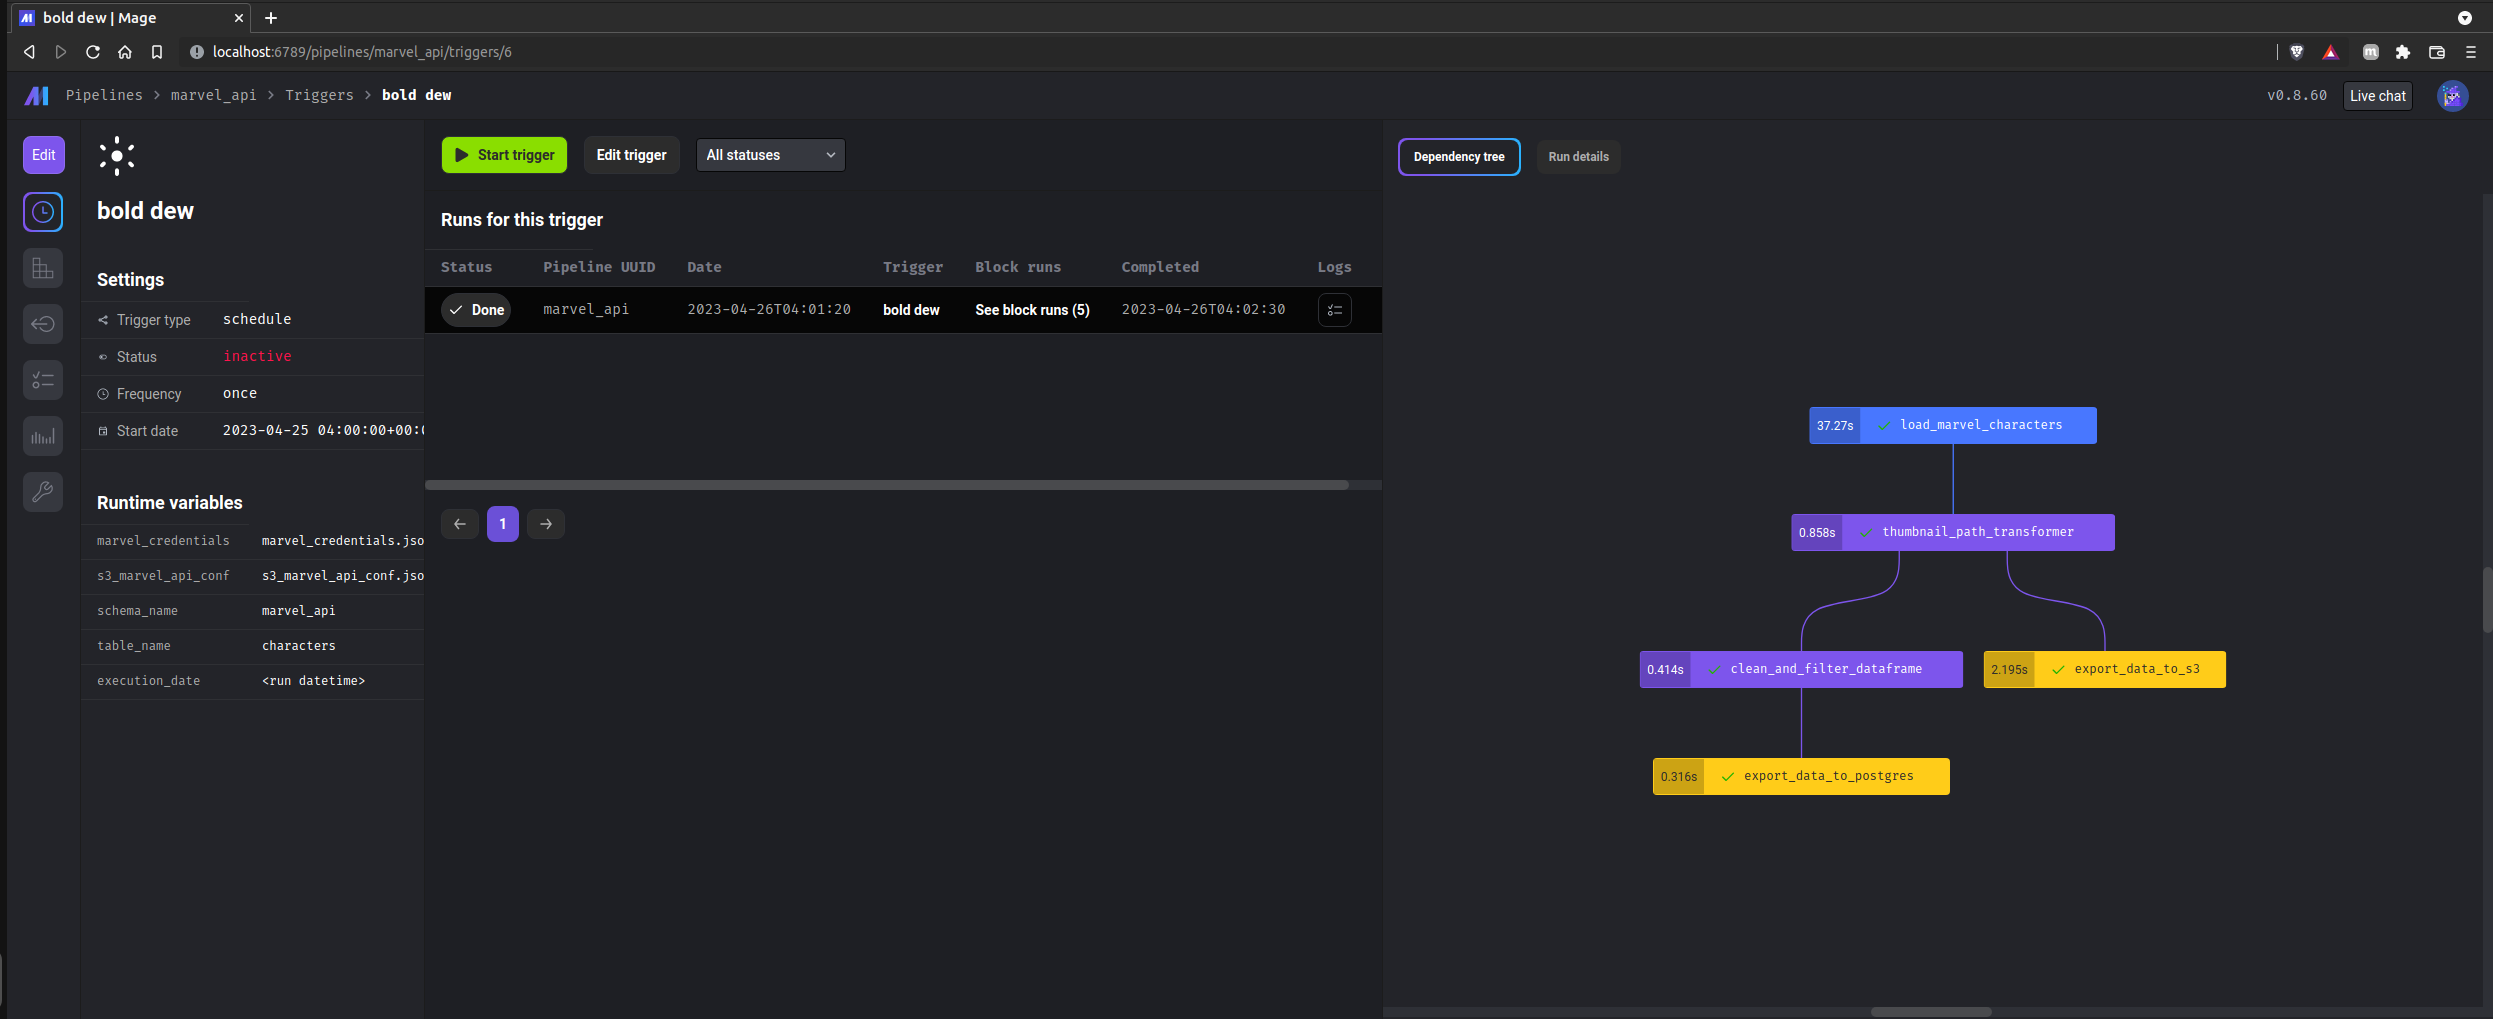 bold dew | Mage
localhost:6789/pipelines/marvel_api/triggers/6
Pipelines > marvel_api > Triggers > bold dew
v0.8.60
Live chat
Edit
bold dew
Settings
Trigger type schedule
Status inactive
Frequency once
Start date 2023-04-25 04:00:00+00:0
Runtime variables
marvel_credentials marvel_credentials.jso
s3_marvel_api_conf s3_marvel_api_conf.jso
schema_name marvel_api
table_name characters
execution_date <run datetime>
Start trigger
Edit trigger
All statuses
Runs for this trigger
Status Pipeline UUID Date Trigger Block runs Completed Logs
Done marvel_api 2023-04-26T04:01:20 bold dew See block runs (5) 2023-04-26T04:02:30
1
Dependency tree
Run details
37.27s load_marvel_characters
0.858s thumbnail_path_transformer
0.414s clean_and_filter_dataframe
2.195s export_data_to_s3
0.316s export_data_to_postgres